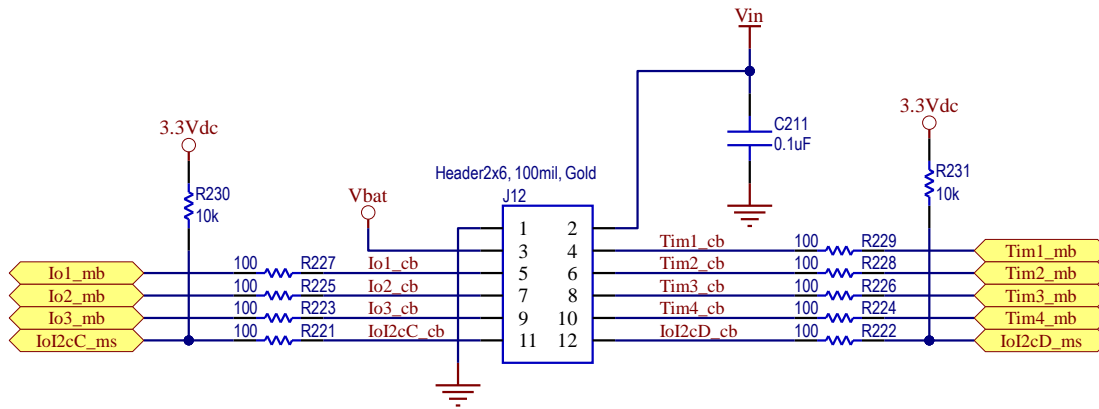 Vin
3.3Vdc
3.3Vdc
C211
0.1uF
R230
10k
R231
10k
Header2x6, 100mil, Gold
J12
Vbat
1 2
3 4 Tim1_cb 100 R229 Tim1_mb
Io1_mb 100 R227 Io1_cb 5 6 Tim2_cb 100 R228 Tim2_mb
Io2_mb 100 R225 Io2_cb 7 8 Tim3_cb 100 R226 Tim3_mb
Io3_mb 100 R223 Io3_cb 9 10 Tim4_cb 100 R224 Tim4_mb
IoI2cC_ms 100 R221 IoI2cC_cb 11 12 IoI2cD_cb 100 R222 IoI2cD_ms